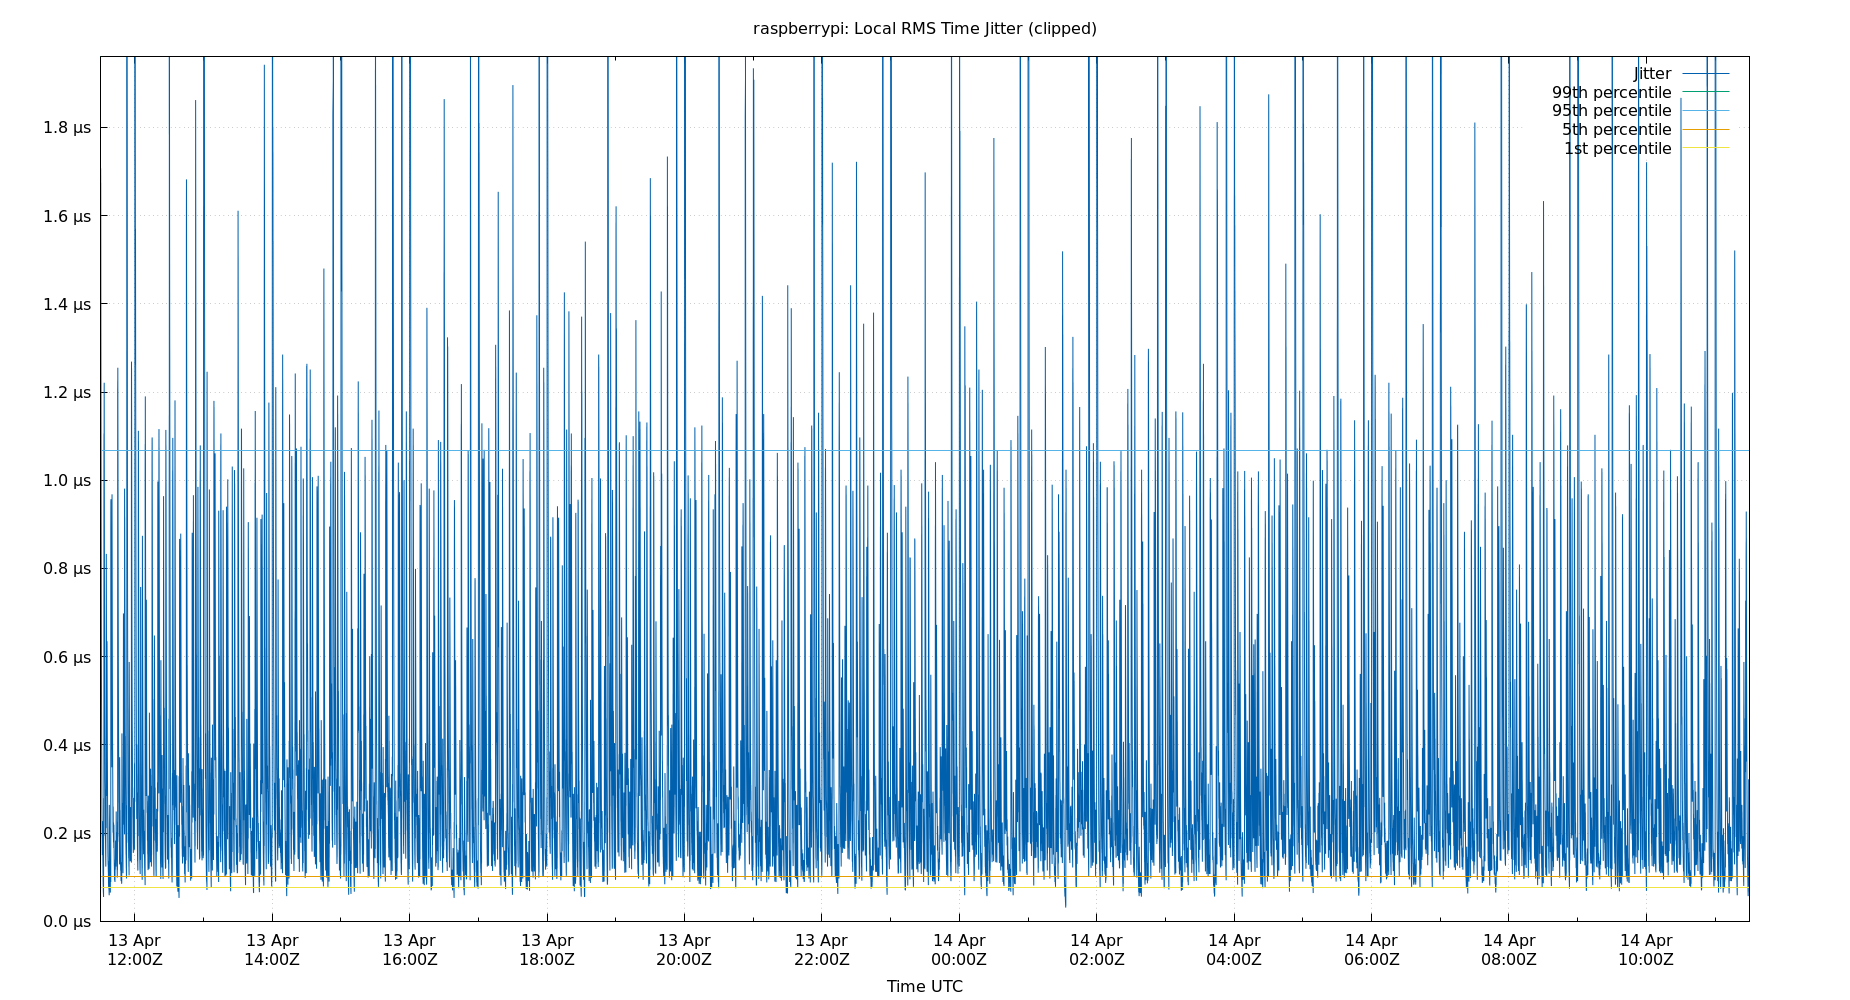 raspberrypi: Local RMS Time Jitter (clipped)
Jitter
99th percentile
95th percentile
5th percentile
1st percentile
1.8 μs
1.6 μs
1.4 μs
1.2 μs
1.0 μs
0.8 μs
0.6 μs
0.4 μs
0.2 μs
0.0 μs
13 Apr 13 Apr 13 Apr 13 Apr 13 Apr 13 Apr 14 Apr 14 Apr 14 Apr 14 Apr 14 Apr 14 Apr
12:00Z 14:00Z 16:00Z 18:00Z 20:00Z 22:00Z 00:00Z 02:00Z 04:00Z 06:00Z 08:00Z 10:00Z
Time UTC